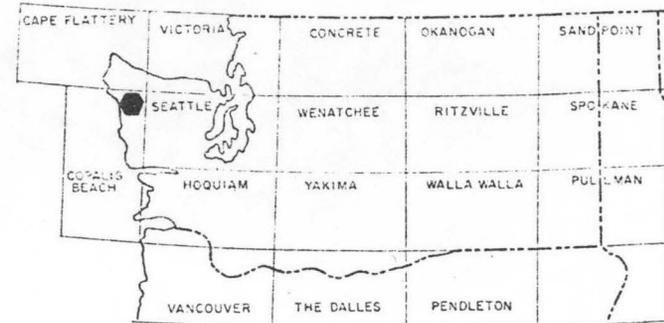 CAPE FLATTERY
VICTORIA
CONCRETE
OKANOGAN
SAND POINT
SEATTLE
WENATCHEE
RITZVILLE
SPOKANE
COPALIS
BEACH
HOQUIAM
YAKIMA
WALLA WALLA
PULLMAN
VANCOUVER
THE DALLES
PENDLETON